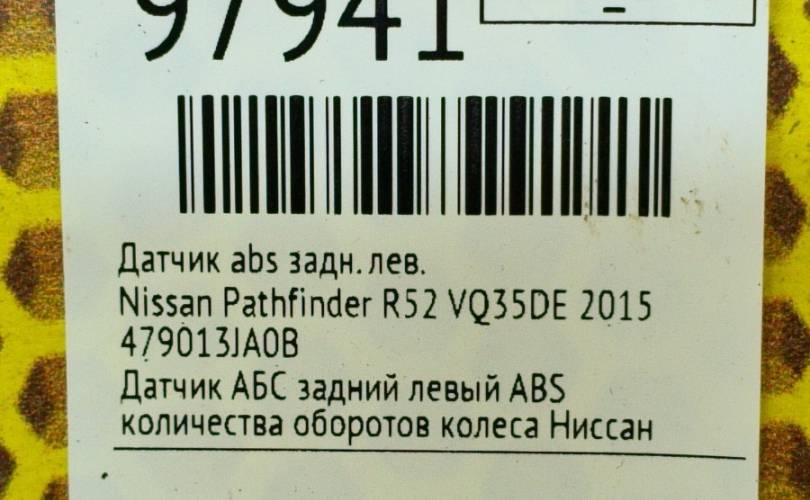 97941
Датчик abs задн. лев.
Nissan Pathfinder R52 VQ35DE 2015
479013JA0B
Датчик АБС задний левый ABS
количества оборотов колеса Ниссан